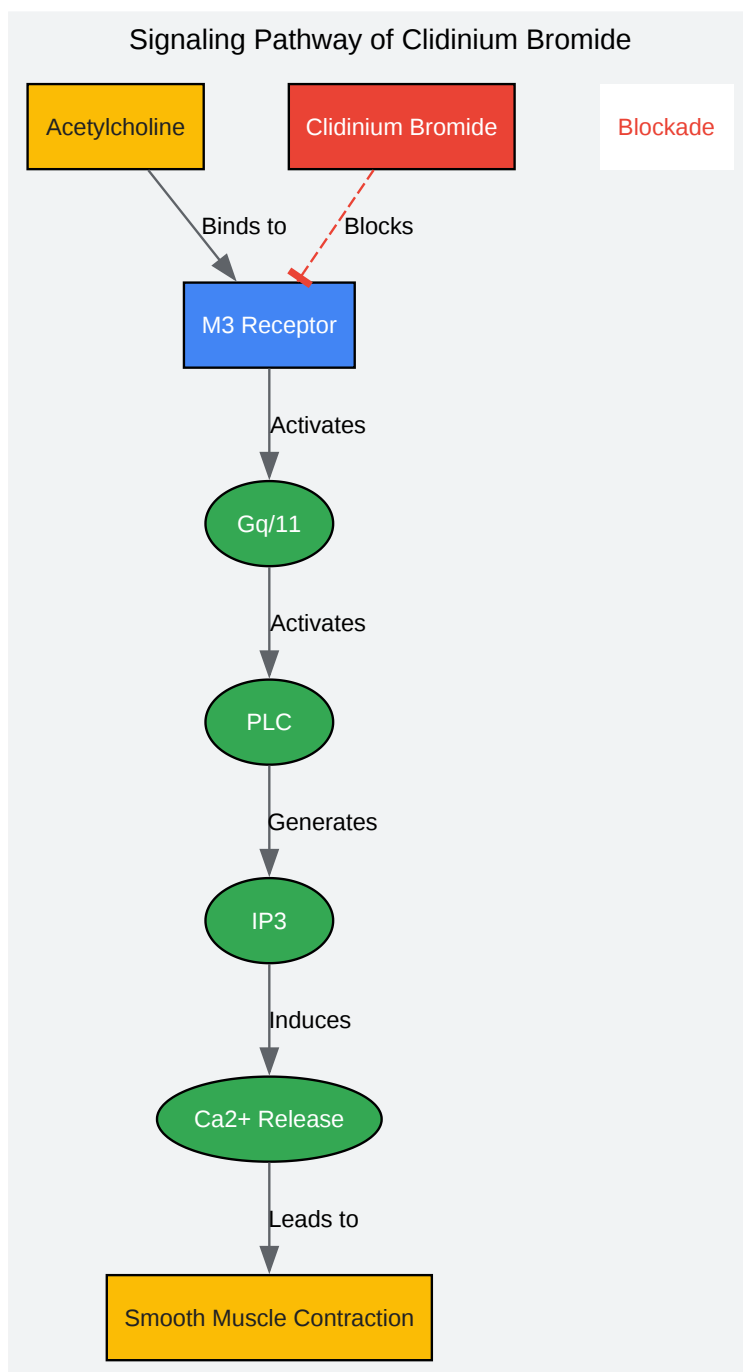 Signaling Pathway of Clidinium Bromide
Acetylcholine
Clidinium Bromide
Blockade
Binds to
Blocks
M3 Receptor
Activates
Gq/11
Activates
PLC
Generates
IP3
Induces
Ca2+ Release
Leads to
Smooth Muscle Contraction